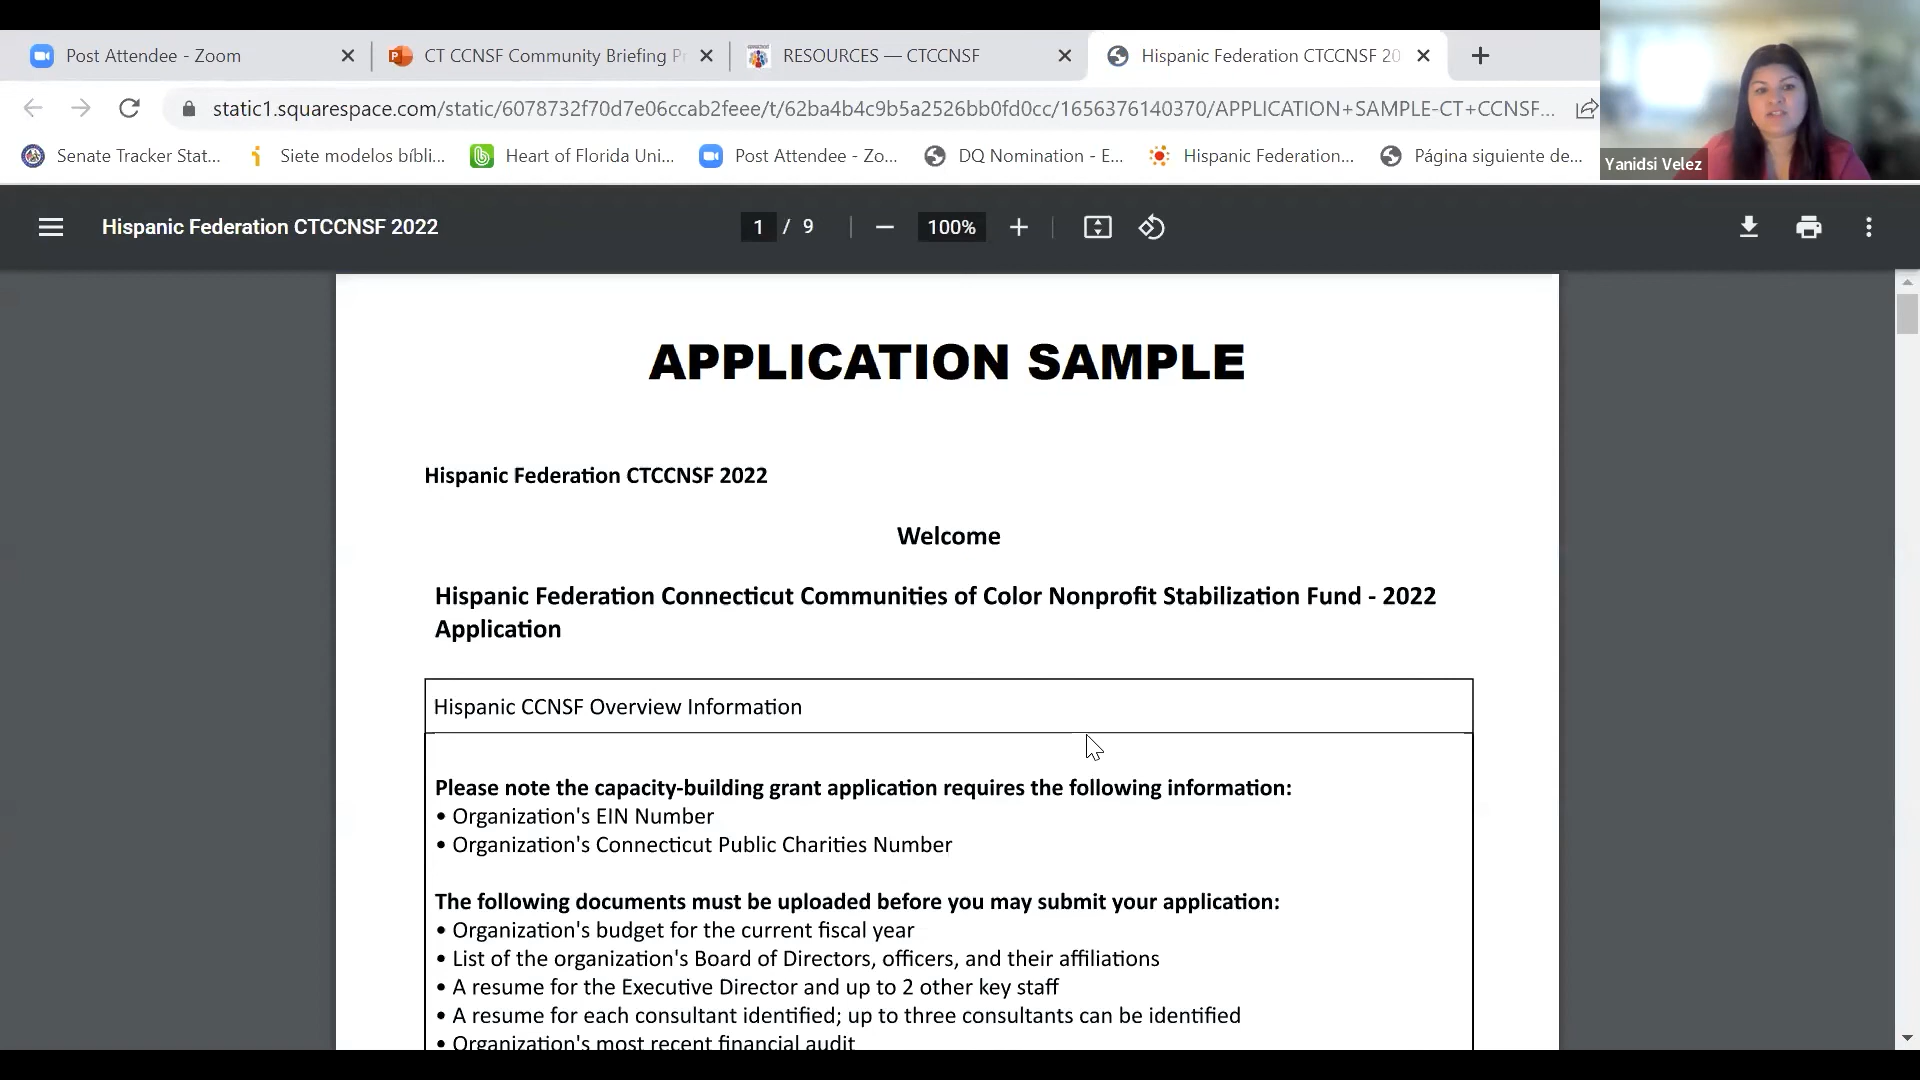 Post Attendee - Zoom
CT CCNSF Community Briefing P
RESOURCES — CTCCNSF
Hispanic Federation CTCCNSF 20
static1.squarespace.com/static/6078732f70d7e06ccab2feee/t/62ba4b4c9b5a2526bb0fd0cc/1656376140370/APPLICATION+SAMPLE-CT+CCNSF...
Senate Tracker Stat...
Siete modelos bíbli...
Heart of Florida Uni...
Post Attendee - Zo...
DQ Nomination - E...
Hispanic Federation...
Página siguiente de...
Yanidsi Velez
Hispanic Federation CTCCNSF 2022
1 / 9
100%
APPLICATION SAMPLE
Hispanic Federation CTCCNSF 2022
Welcome
Hispanic Federation Connecticut Communities of Color Nonprofit Stabilization Fund - 2022
Application
Hispanic CCNSF Overview Information
Please note the capacity-building grant application requires the following information:
• Organization's EIN Number
• Organization's Connecticut Public Charities Number
The following documents must be uploaded before you may submit your application:
• Organization's budget for the current fiscal year
• List of the organization's Board of Directors, officers, and their affiliations
• A resume for the Executive Director and up to 2 other key staff
• A resume for each consultant identified; up to three consultants can be identified
• Organization's most recent financial audit